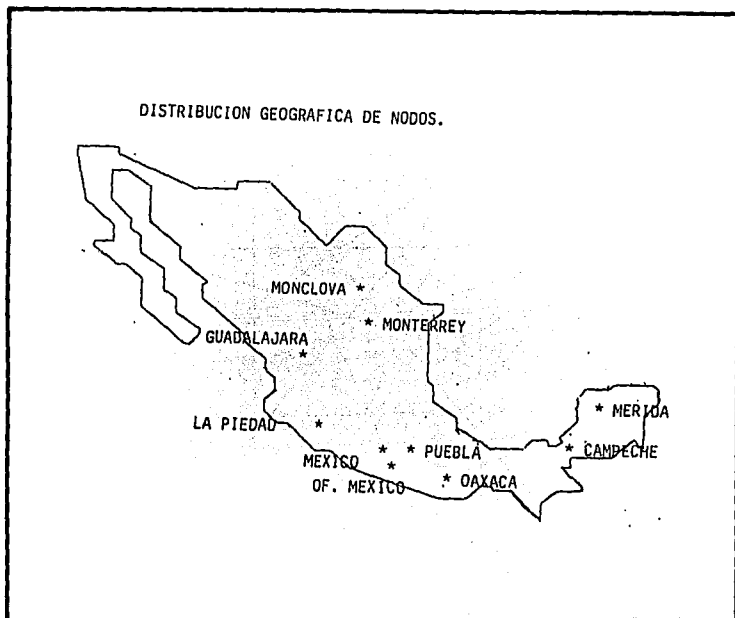 DISTRIBUCION GEOGRAFICA DE NODOS.
MONCLOVA *
* MONTERREY
GUADALAJARA
*
* MERIDA
LA PIEDAD *
MEXICO * * PUEBLA
* CAMPECHE
OF. MEXICO *
* OAXACA